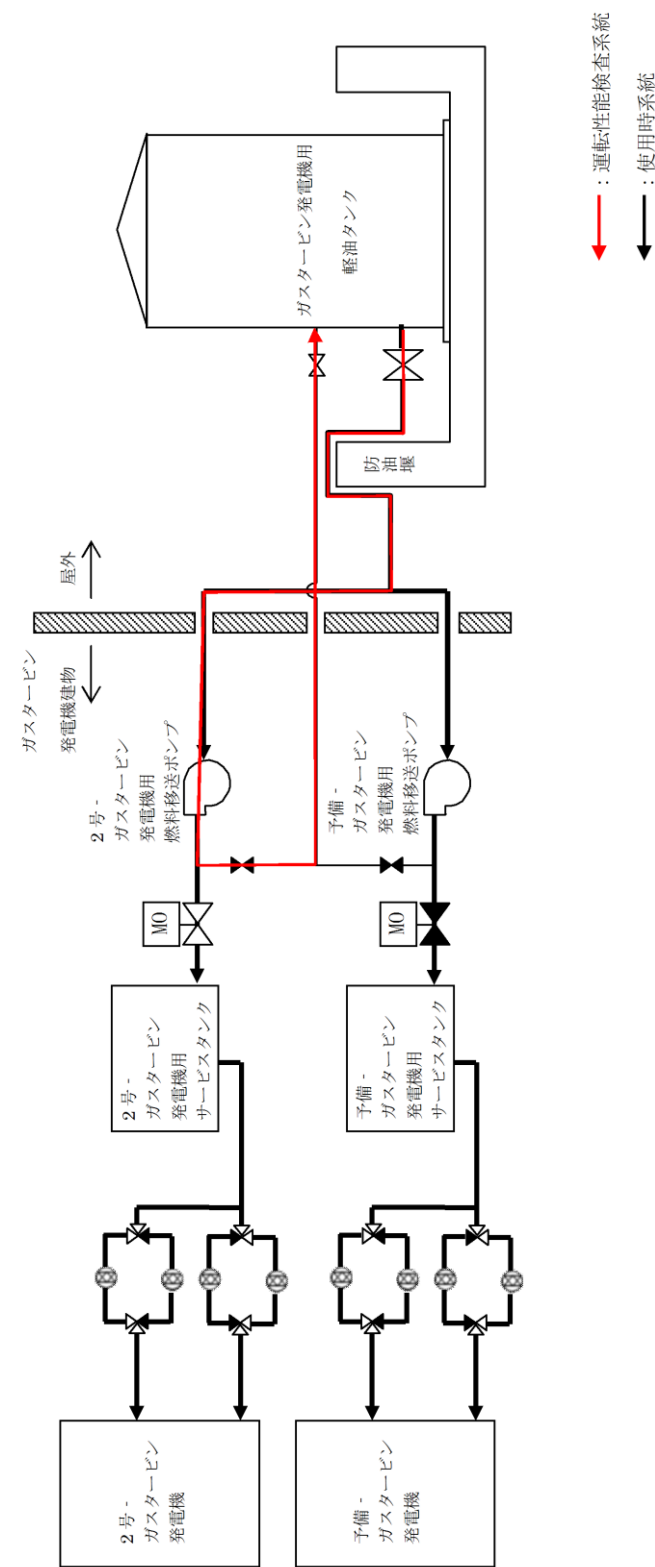 ガスタービン発電機用
軽油タンク
：運転性能検査系統
：使用時系統
防油堰
屋外
ガスタービン
発電機建物
２号-
ガスタービン
発電機用
燃料移送ポンプ
予備-
ガスタービン
発電機用
燃料移送ポンプ
MO
MO
２号-
ガスタービン
発電機用
サービスタンク
予備-
ガスタービン
発電機用
サービスタンク
２号-
ガスタービン
発電機
予備-
ガスタービン
発電機